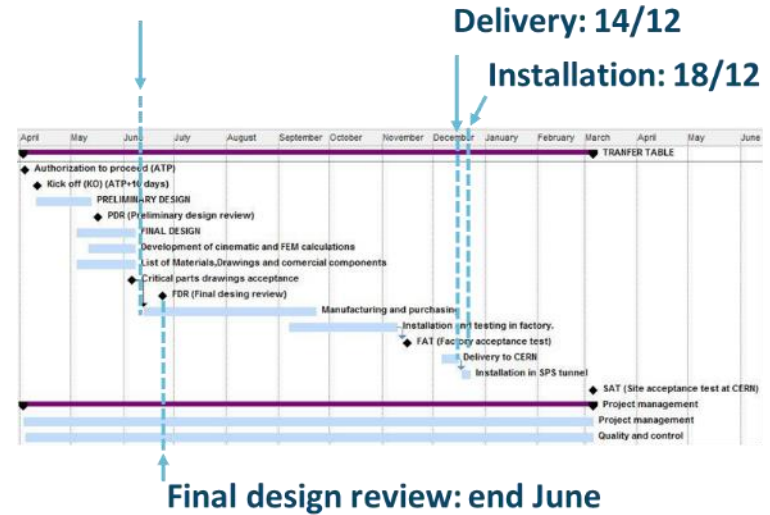 Delivery: 14/12
Installation: 18/12
April May June July August September October November December January February March April May June
TRANFER TABLE
Authorization to proceed (ATP)
Kick off (KO) (ATP+10 days)
PRELIMINARY DESIGN
PDR (Preliminary design review)
FINAL DESIGN
Development of cinematic and FEM calculations
List of Materials,Drawings and comercial components
Critical parts drawings acceptance
FDR (Final desing review)
Manufacturing and purchasing
Installation and testing in factory.
FAT (Factory acceptance test)
Delivery to CERN
Installation in SPS tunnel
SAT (Site acceptance test at CERN)
Project management
Project management
Quality and control
Final design review: end June